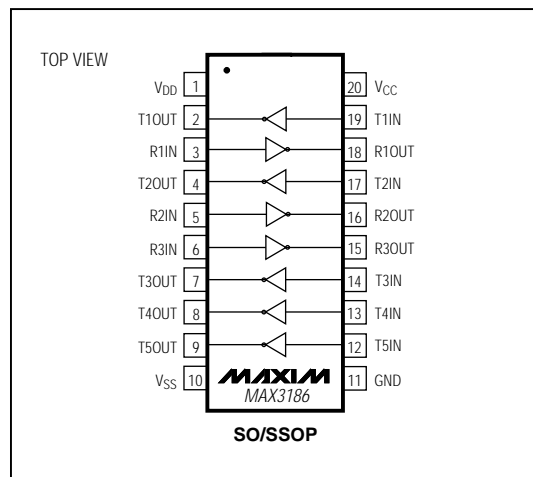 TOP VIEW
VDD 1 20 VCC
T1OUT 2 19 T1IN
R1IN 3 18 R1OUT
T2OUT 4 17 T2IN
R2IN 5 16 R2OUT
R3IN 6 15 R3OUT
T3OUT 7 14 T3IN
T4OUT 8 13 T4IN
T5OUT 9 12 T5IN
VSS 10 MAXIM 11 GND
MAX3186
SO/SSOP